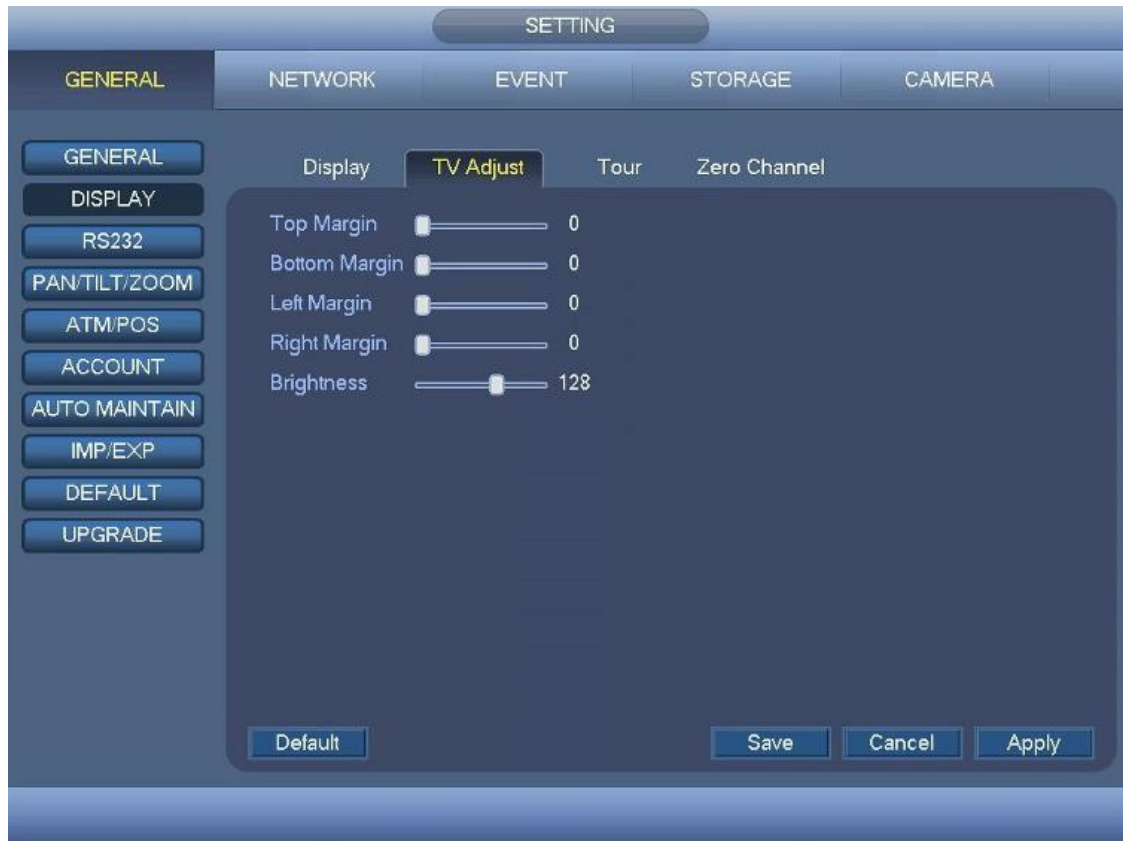 SETTING
GENERAL NETWORK EVENT STORAGE CAMERA
GENERAL
DISPLAY
RS232
PAN/TILT/ZOOM
ATM/POS
ACCOUNT
AUTO MAINTAIN
IMP/EXP
DEFAULT
UPGRADE
Display TV Adjust Tour Zero Channel
Top Margin 0
Bottom Margin 0
Left Margin 0
Right Margin 0
Brightness 128
Default Save Cancel Apply